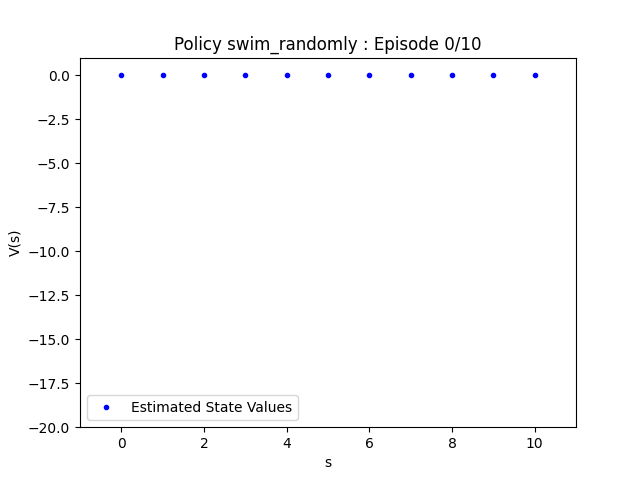 Policy swim_randomly : Episode 0/10
0.0
−2.5
−5.0
−7.5
−10.0
−12.5
−15.0
−17.5
−20.0
V(s)
Estimated State Values
0 2 4 6 8 10
s